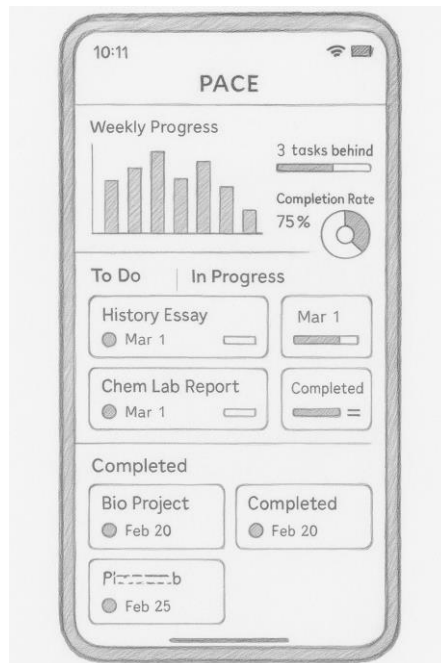 10:11
PACE
Weekly Progress
3 tasks behind
Completion Rate
75%
To Do | In Progress
History Essay
Mar 1
Mar 1
Chem Lab Report
Mar 1
Completed
Completed
Bio Project
Feb 20
Completed
Feb 20
Feb 25